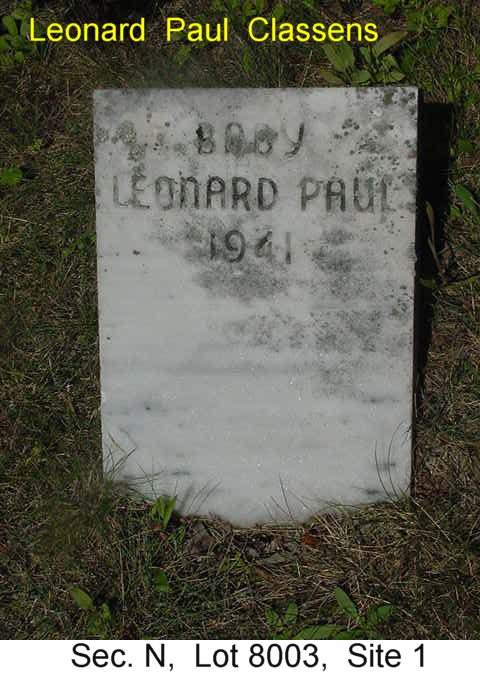 Leonard Paul Classens
BABY
LEONARD PAUL
1941
Sec. N, Lot 8003, Site 1